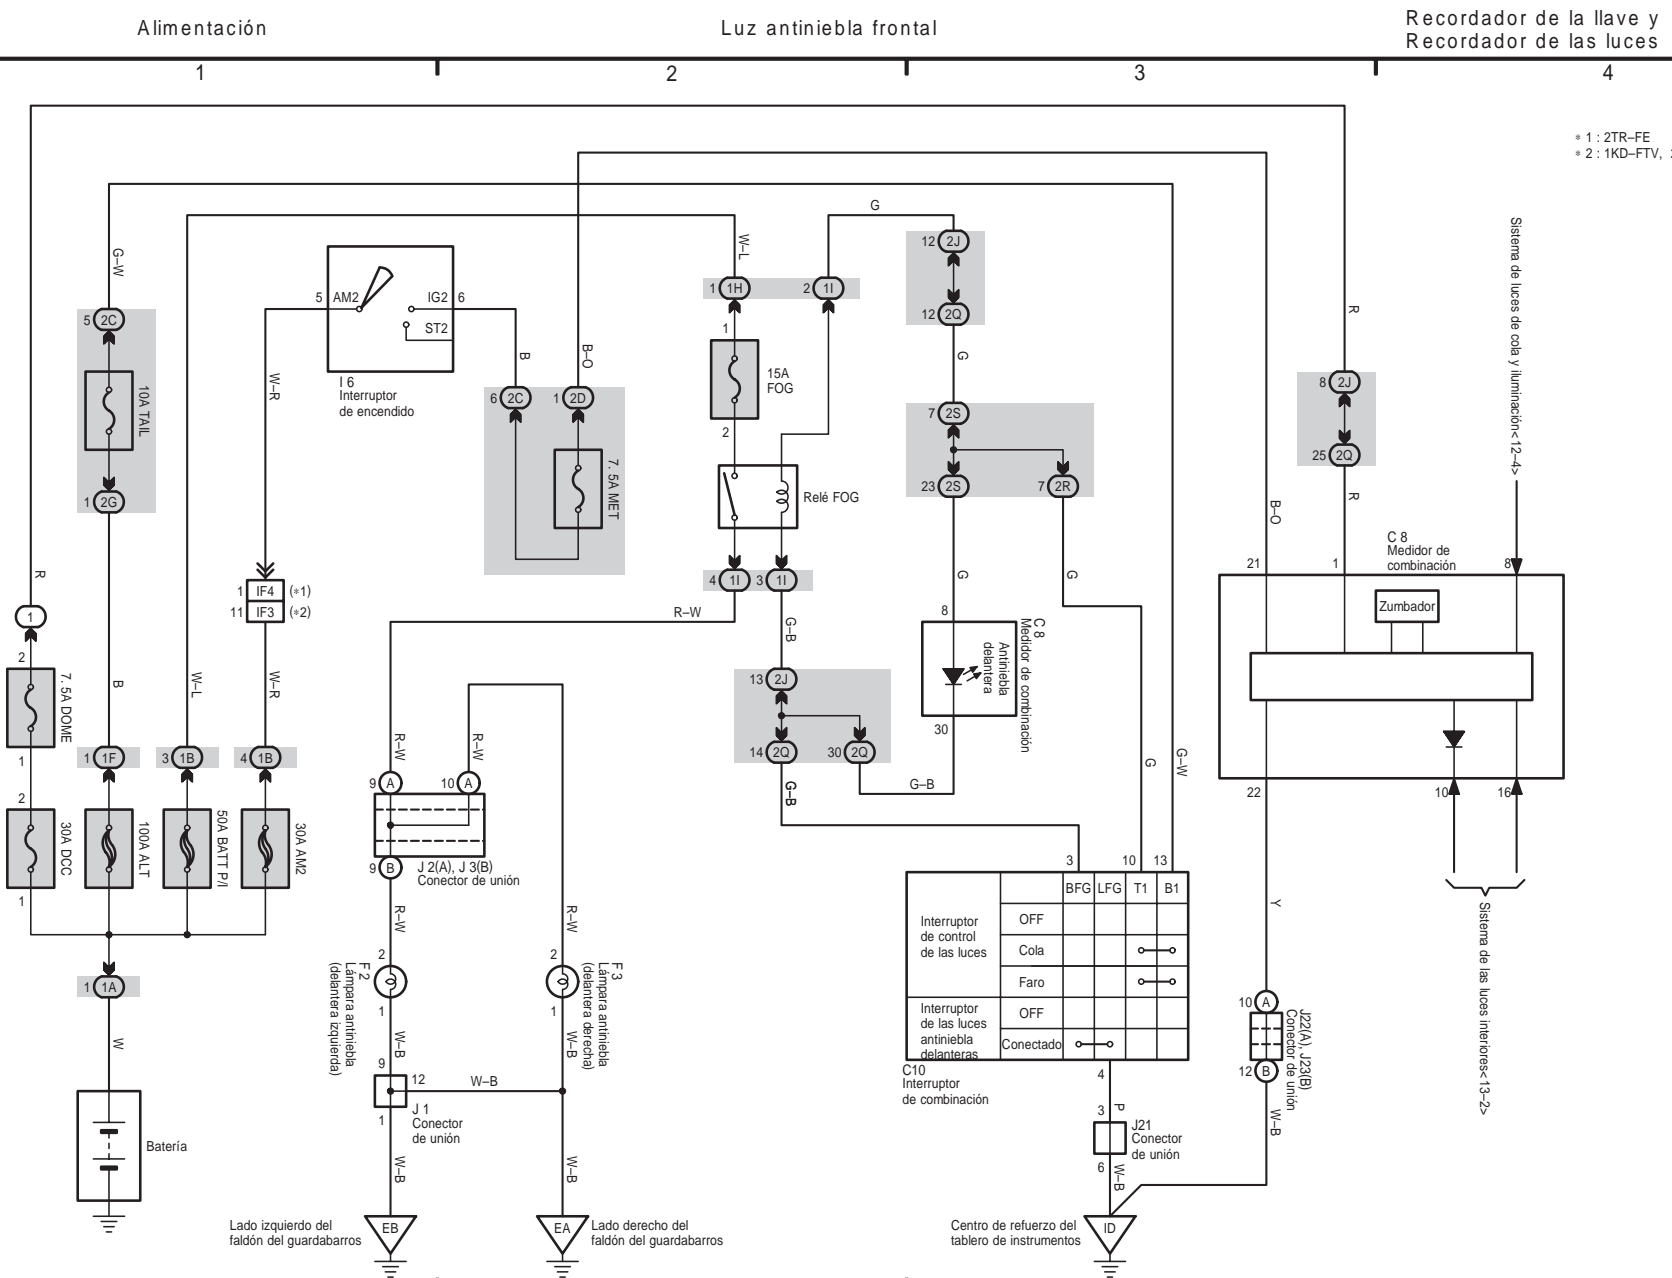 Alimentación
Luz antiniebla frontal
Recordador de la llave y
Recordador de las luces
1
2
3
4
∗ 1 : 2TR–FE
∗ 2 : 1KD–FTV,
G
G–W
W–L
5 AM2
IG2 6
ST2
I 6
Interruptor
de encendido
1 1H
2 1I
12 2J
12 2Q
5 2C
10A TAIL
1 2G
W–R
B
B–O
6 2C
1 2D
7. 5A MET
1
15A
FOG
2
Relé FOG
G
7 2S
23 2S
7 2R
R
8 2J
25 2Q
R
Sistema de luces de cola y iluminación<12–4>
B–O
C 8
Medidor de
combinación
21
1
8
Zumbador
R
1
1 IF4 (∗1)
11 IF3 (∗2)
4 1I
3 1I
R–W
G–B
G
G
8
C 8
Medidor de combinación
Antiniebla
delantera
30
2
7. 5A DOME
1
B
W–L
W–R
13 2J
14 2Q
30 2Q
G–B
G–B
R–W
R–W
G
G–W
22
10
16
1 1F
3 1B
4 1B
9 A
10 A
9 B
J 2(A), J 3(B)
Conector de unión
2
30A DCC
1
100A ALT
50A BATT P/I
30A AM2
3
10
13
BFG LFG T1 B1
Interruptor
de control
de las luces
OFF
Cola
Faro
Interruptor
de las luces
antiniebla
delanteras
OFF
Conectado
C10
Interruptor
de combinación
4
R–W
R–W
2
F 2
Lámpara antiniebla
(delantera izquierda)
1
2
F 3
Lámpara antiniebla
(delantera derecha)
1
1 1A
W
W–B
W–B
9
12
W–B
J 1
Conector
de unión
1
W–B
W–B
Batería
Y
Sistema de las luces interiores<13–2>
10 A
12 B
J22(A), J23(B)
Conector de unión
W–B
P
3
J21
Conector
de unión
6
W–B
Lado izquierdo del
faldón del guardabarros
EB
EA
Lado derecho del
faldón del guardabarros
Centro de refuerzo del
tablero de instrumentos
ID